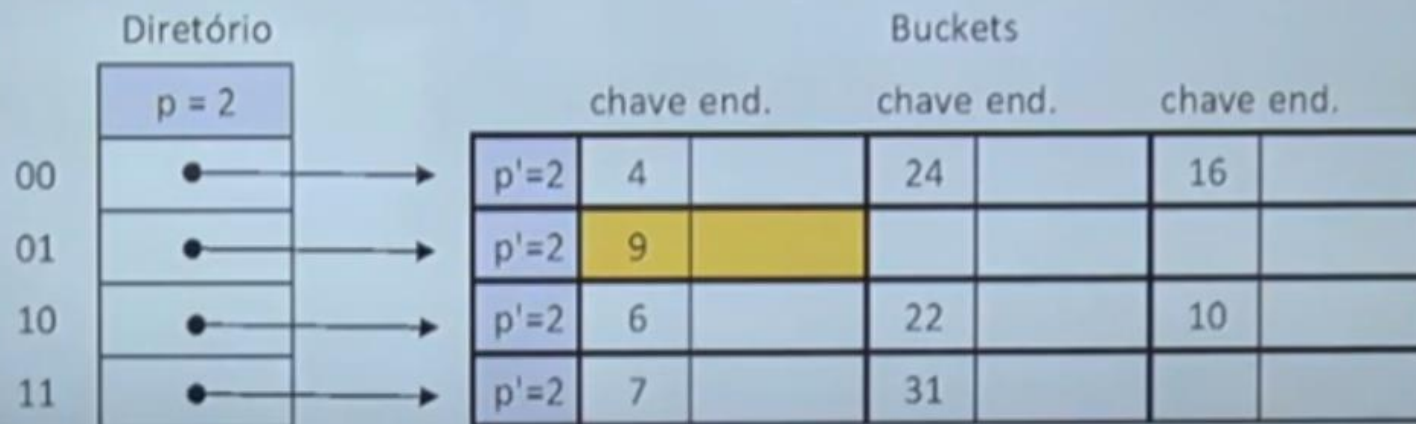 Diretório Buckets
p = 2 chave end. chave end. chave end.
00 p'=2 4 24 16
01 p'=2 9
10 p'=2 6 22 10
11 p'=2 7 31